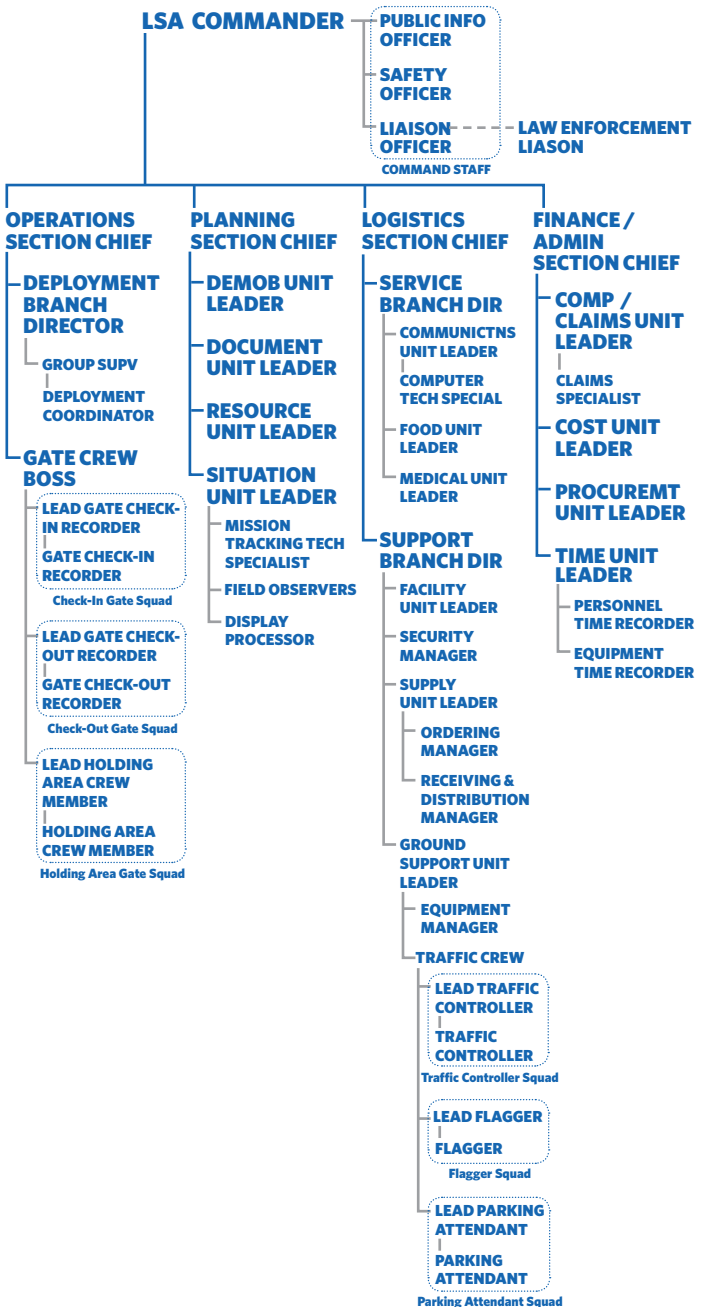 LSA COMMANDER
PUBLIC INFO
OFFICER
SAFETY
OFFICER
LIAISON
OFFICER
COMMAND STAFF
LAW ENFORCEMENT
LIASON
OPERATIONS
SECTION CHIEF
DEPLOYMENT
BRANCH
DIRECTOR
GROUP SUPV
DEPLOYMENT
COORDINATOR
GATE CREW
BOSS
LEAD GATE CHECK-
IN RECORDER
GATE CHECK-IN
RECORDER
Check-In Gate Squad
LEAD GATE CHECK-
OUT RECORDER
GATE CHECK-OUT
RECORDER
Check-Out Gate Squad
LEAD HOLDING
AREA CREW
MEMBER
HOLDING AREA
CREW MEMBER
Holding Area Gate Squad
PLANNING
SECTION CHIEF
DEMOB UNIT
LEADER
DOCUMENT
UNIT LEADER
RESOURCE
UNIT LEADER
SITUATION
UNIT LEADER
MISSION
TRACKING TECH
SPECIALIST
FIELD OBSERVERS
DISPLAY
PROCESSOR
LOGISTICS
SECTION CHIEF
SERVICE
BRANCH DIR
COMMUNICTNS
UNIT LEADER
COMPUTER
TECH SPECIAL
FOOD UNIT
LEADER
MEDICAL UNIT
LEADER
SUPPORT
BRANCH DIR
FACILITY
UNIT LEADER
SECURITY
MANAGER
SUPPLY
UNIT LEADER
ORDERING
MANAGER
RECEIVING &
DISTRIBUTION
MANAGER
GROUND
SUPPORT UNIT
LEADER
EQUIPMENT
MANAGER
TRAFFIC CREW
LEAD TRAFFIC
CONTROLLER
TRAFFIC
CONTROLLER
Traffic Controller Squad
LEAD FLAGGER
FLAGGER
Flagger Squad
LEAD PARKING
ATTENDANT
PARKING
ATTENDANT
Parking Attendant Squad
FINANCE /
ADMIN
SECTION CHIEF
COMP /
CLAIMS UNIT
LEADER
CLAIMS
SPECIALIST
COST UNIT
LEADER
PROCUREMT
UNIT LEADER
TIME UNIT
LEADER
PERSONNEL
TIME RECORDER
EQUIPMENT
TIME RECORDER